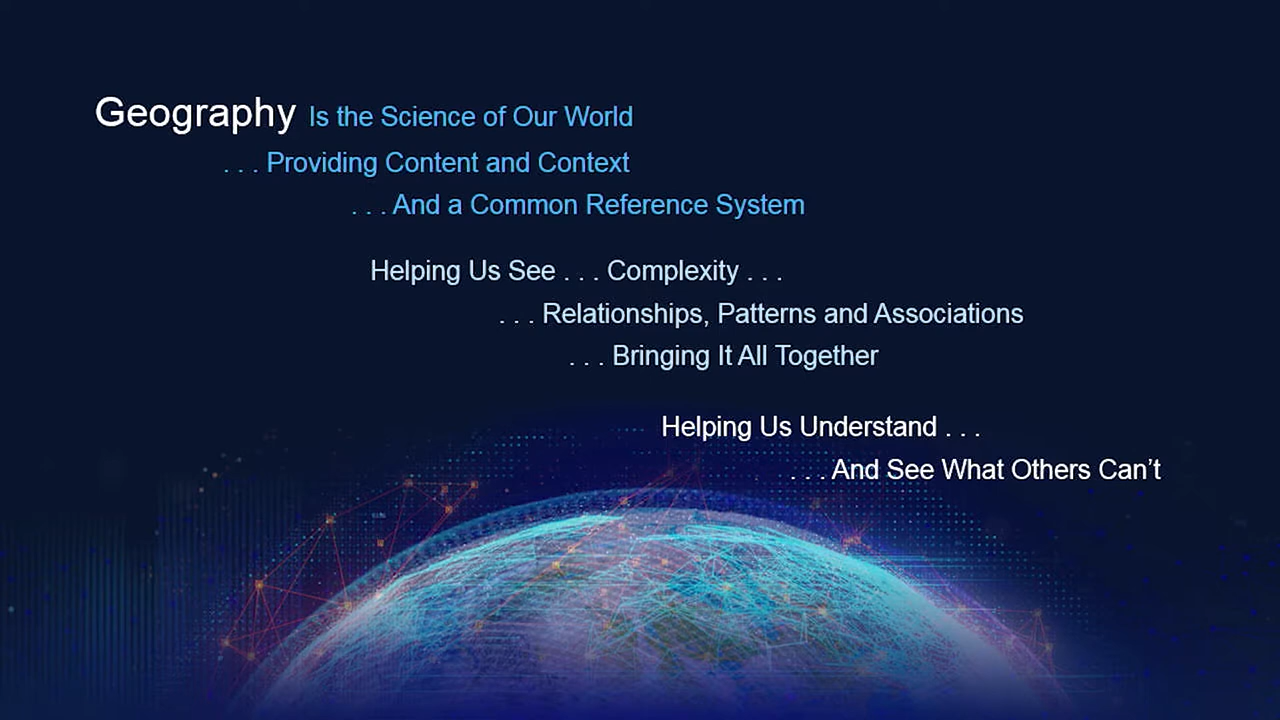 Geography Is the Science of Our World
. . . Providing Content and Context
. . . And a Common Reference System
Helping Us See . . . Complexity . . .
. . . Relationships, Patterns and Associations
. . . Bringing It All Together
Helping Us Understand . . .
. . . And See What Others Can’t